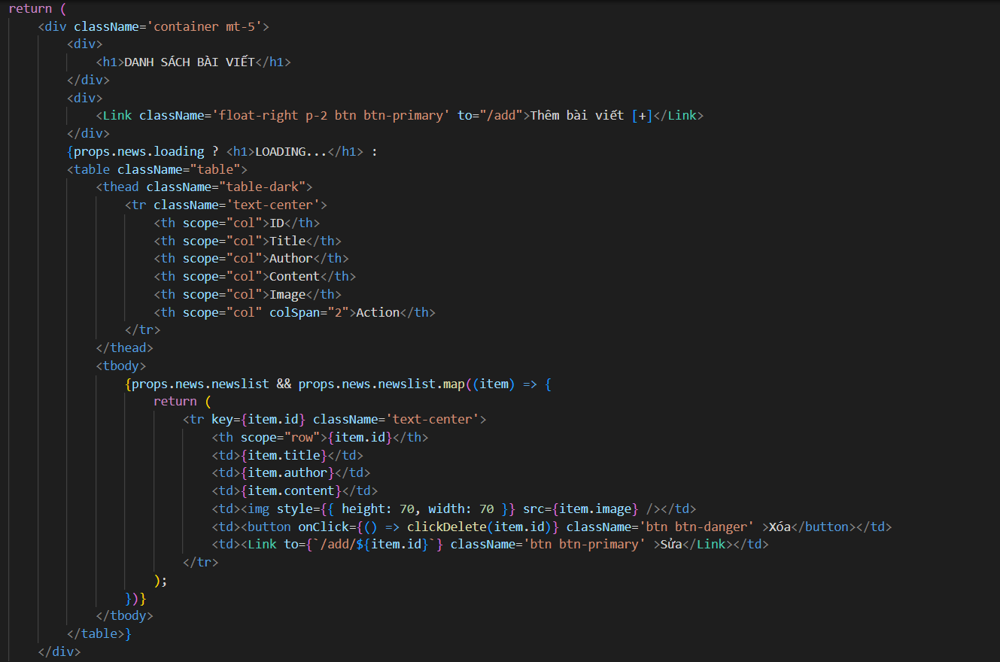 return (
    <div className='container mt-5'>
        <div>
            <h1>DANH SÁCH BÀI VIẾT</h1>
        </div>
        <div>
            <Link className='float-right p-2 btn btn-primary' to="/add">Thêm bài viết [+]</Link>
        </div>
        {props.news.loading ? <h1>LOADING...</h1> :
        <table className="table">
            <thead className="table-dark">
                <tr className='text-center'>
                    <th scope="col">ID</th>
                    <th scope="col">Title</th>
                    <th scope="col">Author</th>
                    <th scope="col">Content</th>
                    <th scope="col">Image</th>
                    <th scope="col" colSpan="2">Action</th>
                </tr>
            </thead>
            <tbody>
                {props.news.newslist && props.news.newslist.map((item) => {
                    return (
                        <tr key={item.id} className='text-center'>
                            <th scope="row">{item.id}</th>
                            <td>{item.title}</td>
                            <td>{item.author}</td>
                            <td>{item.content}</td>
                            <td><img style={{ height: 70, width: 70 }} src={item.image} /></td>
                            <td><button onClick={() => clickDelete(item.id)} className='btn btn-danger' >Xóa</button></td>
                            <td><Link to={`/add/${item.id}`} className='btn btn-primary' >Sửa</Link></td>
                        </tr>
                    );
                })}
            </tbody>
        </table>}
    </div>